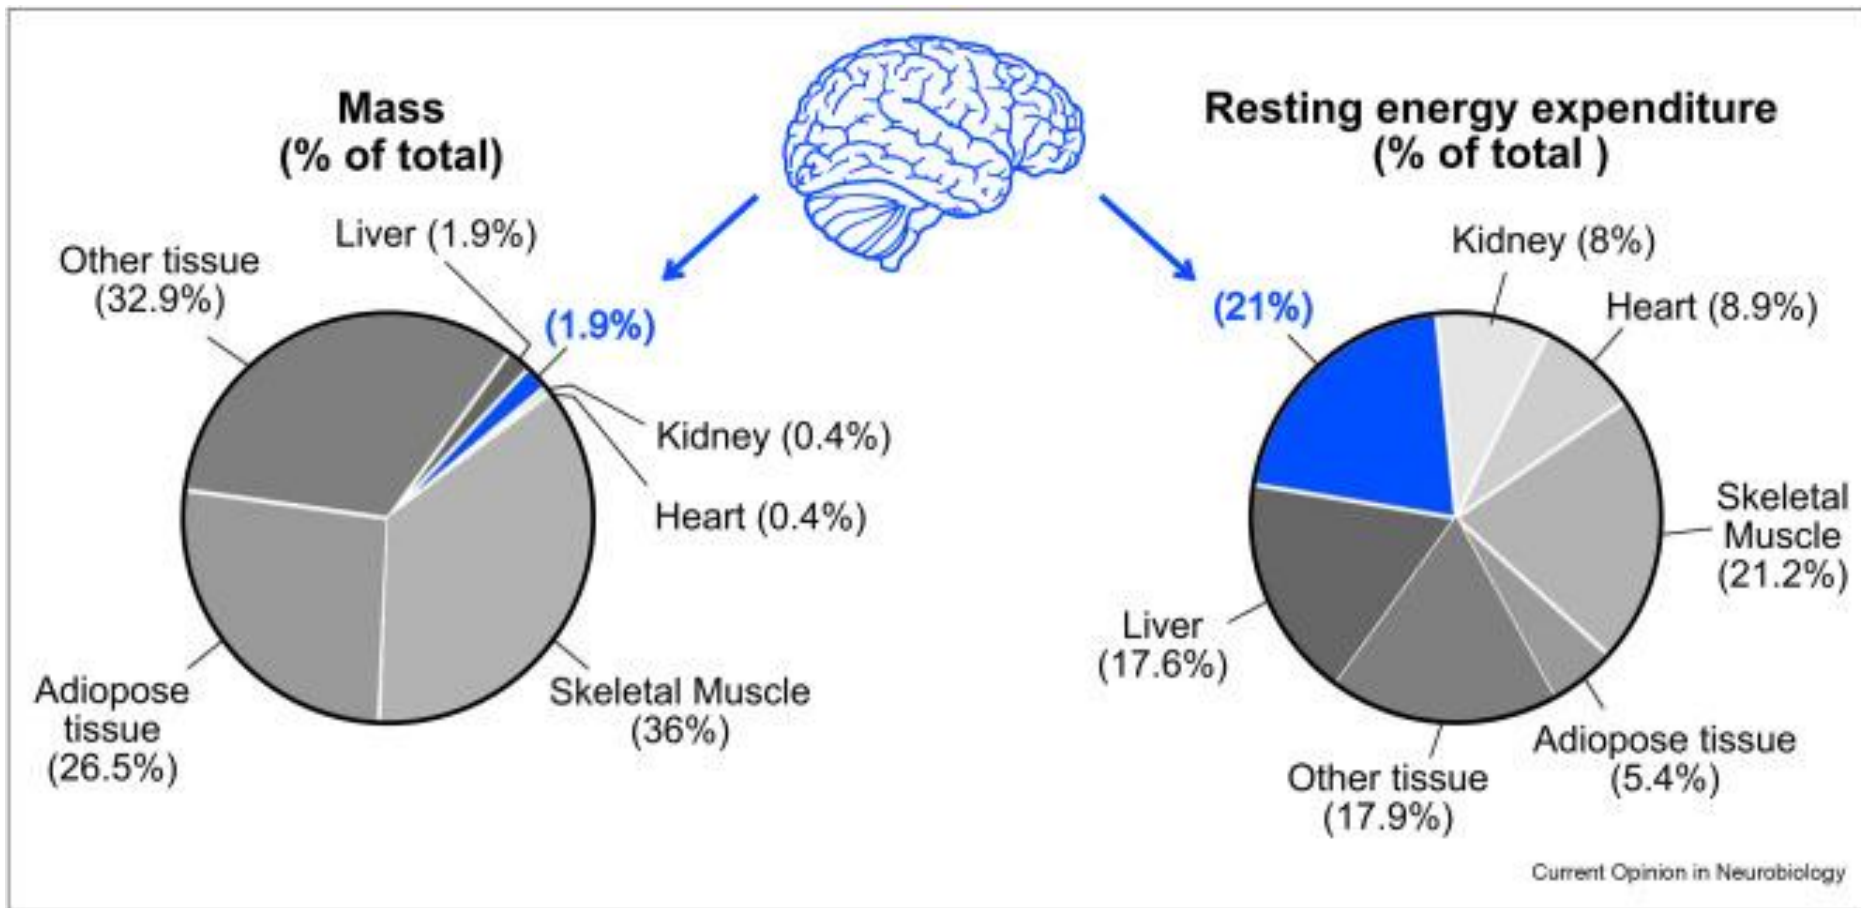 Mass
(% of total)
Resting energy expenditure
(% of total )
Liver (1.9%)
Other tissue
(32.9%)
(1.9%)
Kidney (0.4%)
Heart (0.4%)
Skeletal Muscle
(36%)
Adiopose
tissue
(26.5%)
Kidney (8%)
(21%)
Heart (8.9%)
Skeletal
Muscle
(21.2%)
Liver
(17.6%)
Adiopose tissue
(5.4%)
Other tissue
(17.9%)
Current Opinion in Neurobiology